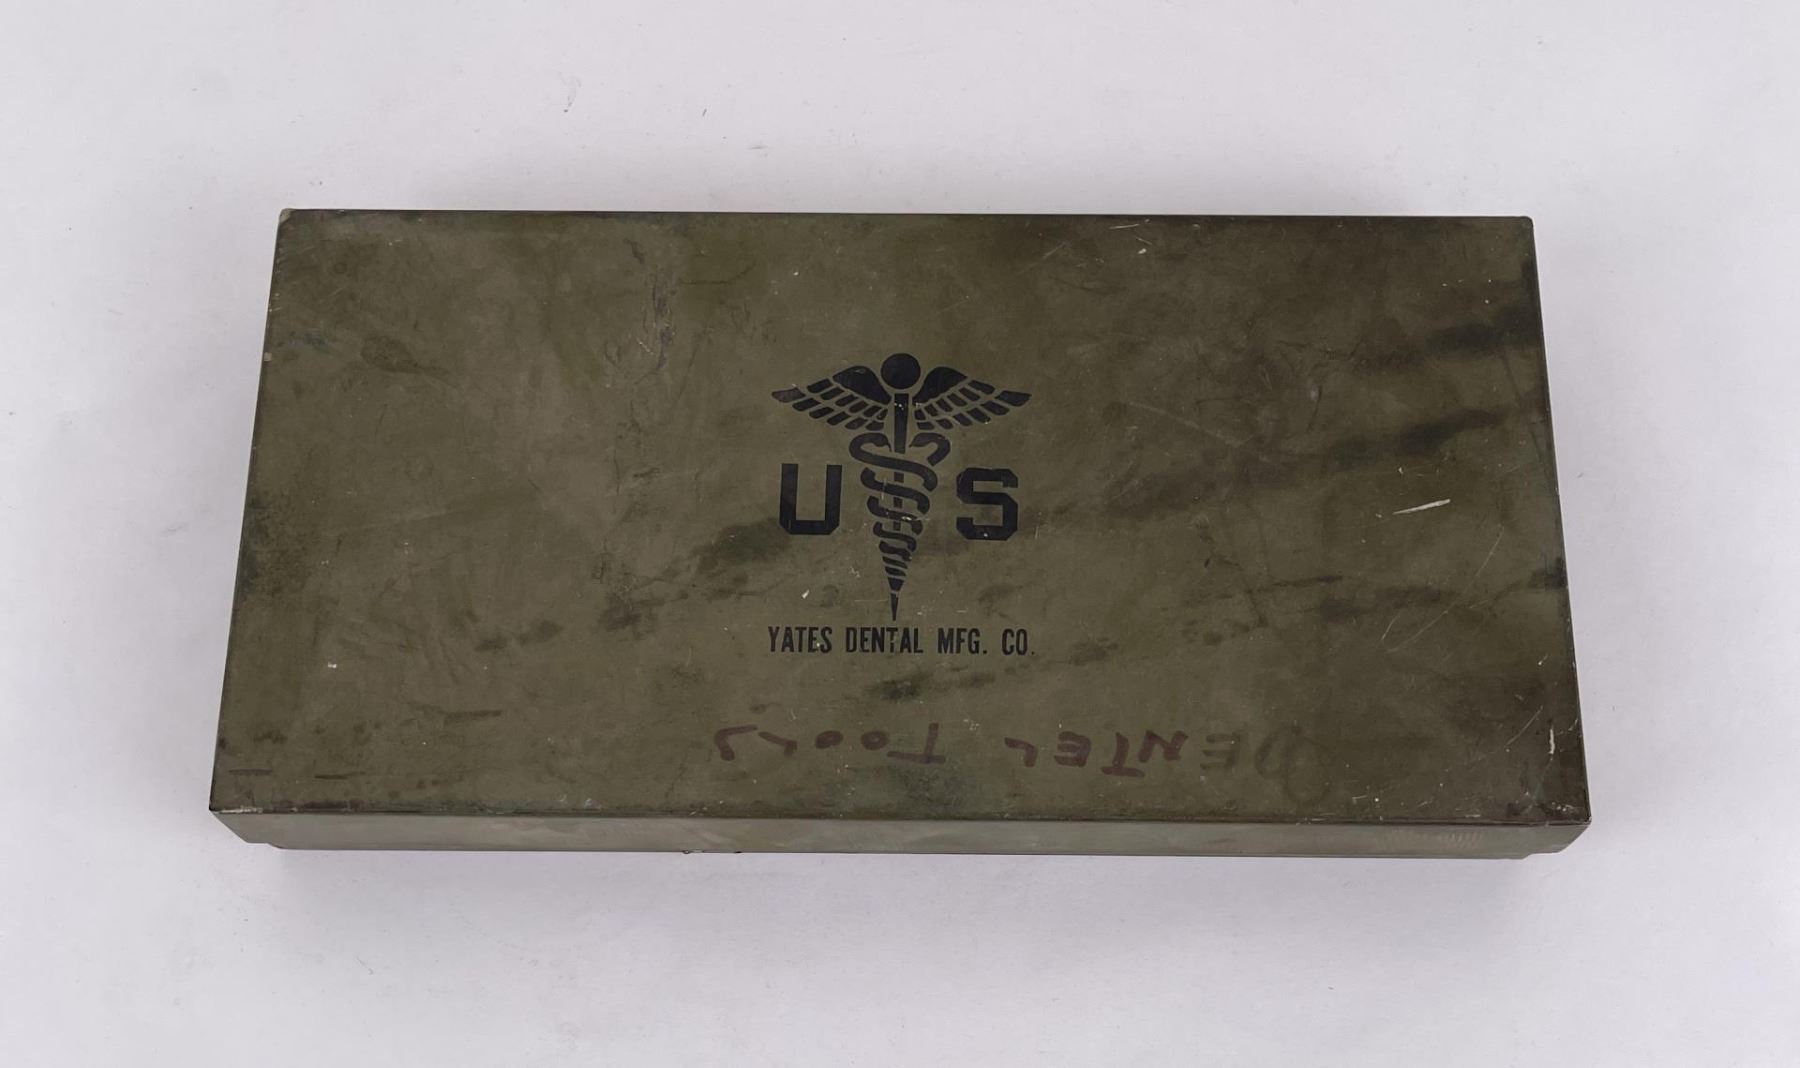 U S
YATES DENTAL MFG. CO.
DENTEL TOOLS